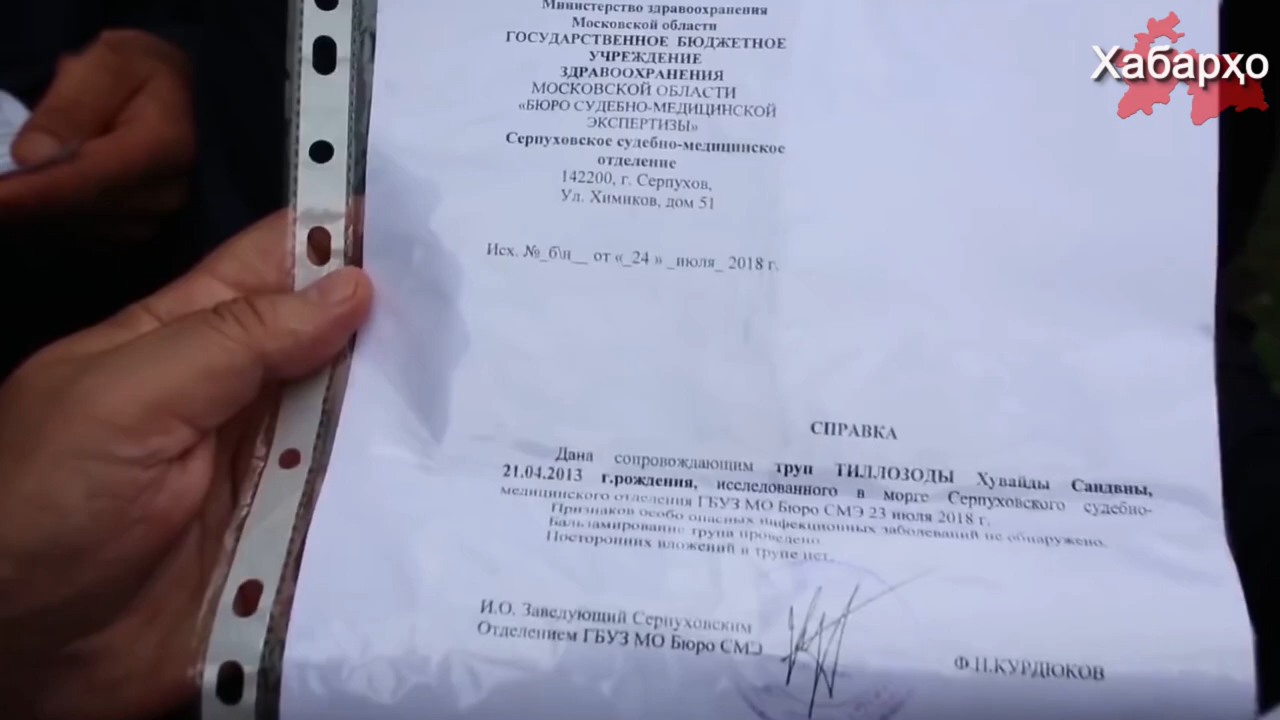 Хабарҳо
Министерство здравоохранения
Московской области
ГОСУДАРСТВЕННОЕ БЮДЖЕТНОЕ
УЧРЕЖДЕНИЕ
ЗДРАВООХРАНЕНИЯ
МОСКОВСКОЙ ОБЛАСТИ
«БЮРО СУДЕБНО-МЕДИЦИНСКОЙ
ЭКСПЕРТИЗЫ»
Серпуховское судебно-медицинское
отделение
142200, г. Серпухов,
Ул. Химиков, дом 51
Исх. №_б\н__ от «_24 » _июля_ 2018 г.
СПРАВКА
Дана сопровождающим труп ТИЛЛОЗОДЫ Хувайды Саидвны,
21.04.2013 г.рождения, исследованного в морге Серпуховского судебно-
медицинского отделения ГБУЗ МО Бюро СМЭ 23 июля 2018 г.
Признаков особо опасных инфекционных заболеваний не обнаружено.
Бальзамирование трупа проведено.
Посторонних вложений в трупе нет.
И.О. Заведующий Серпуховским
Отделением ГБУЗ МО Бюро СМЭ
КУРДЮКОВ